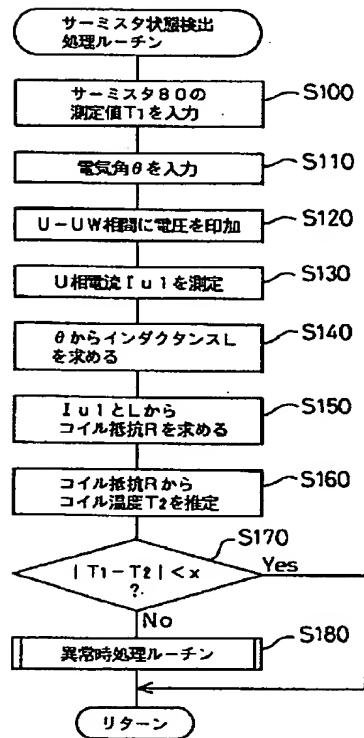 サーミスタ状態検出
処理ルーチン
サーミスタ80の
測定値T1を入力
S100
電気角θを入力
S110
U－UW相間に電圧を印加
S120
U相電流Iu1を測定
S130
θからインダクタンスL
を求める
S140
Iu1とLから
コイル抵抗Rを求める
S150
コイル抵抗Rから
コイル温度T2を推定
S160
S170
|T1－T2|<x
?
Yes
No
異常時処理ルーチン
S180
リターン